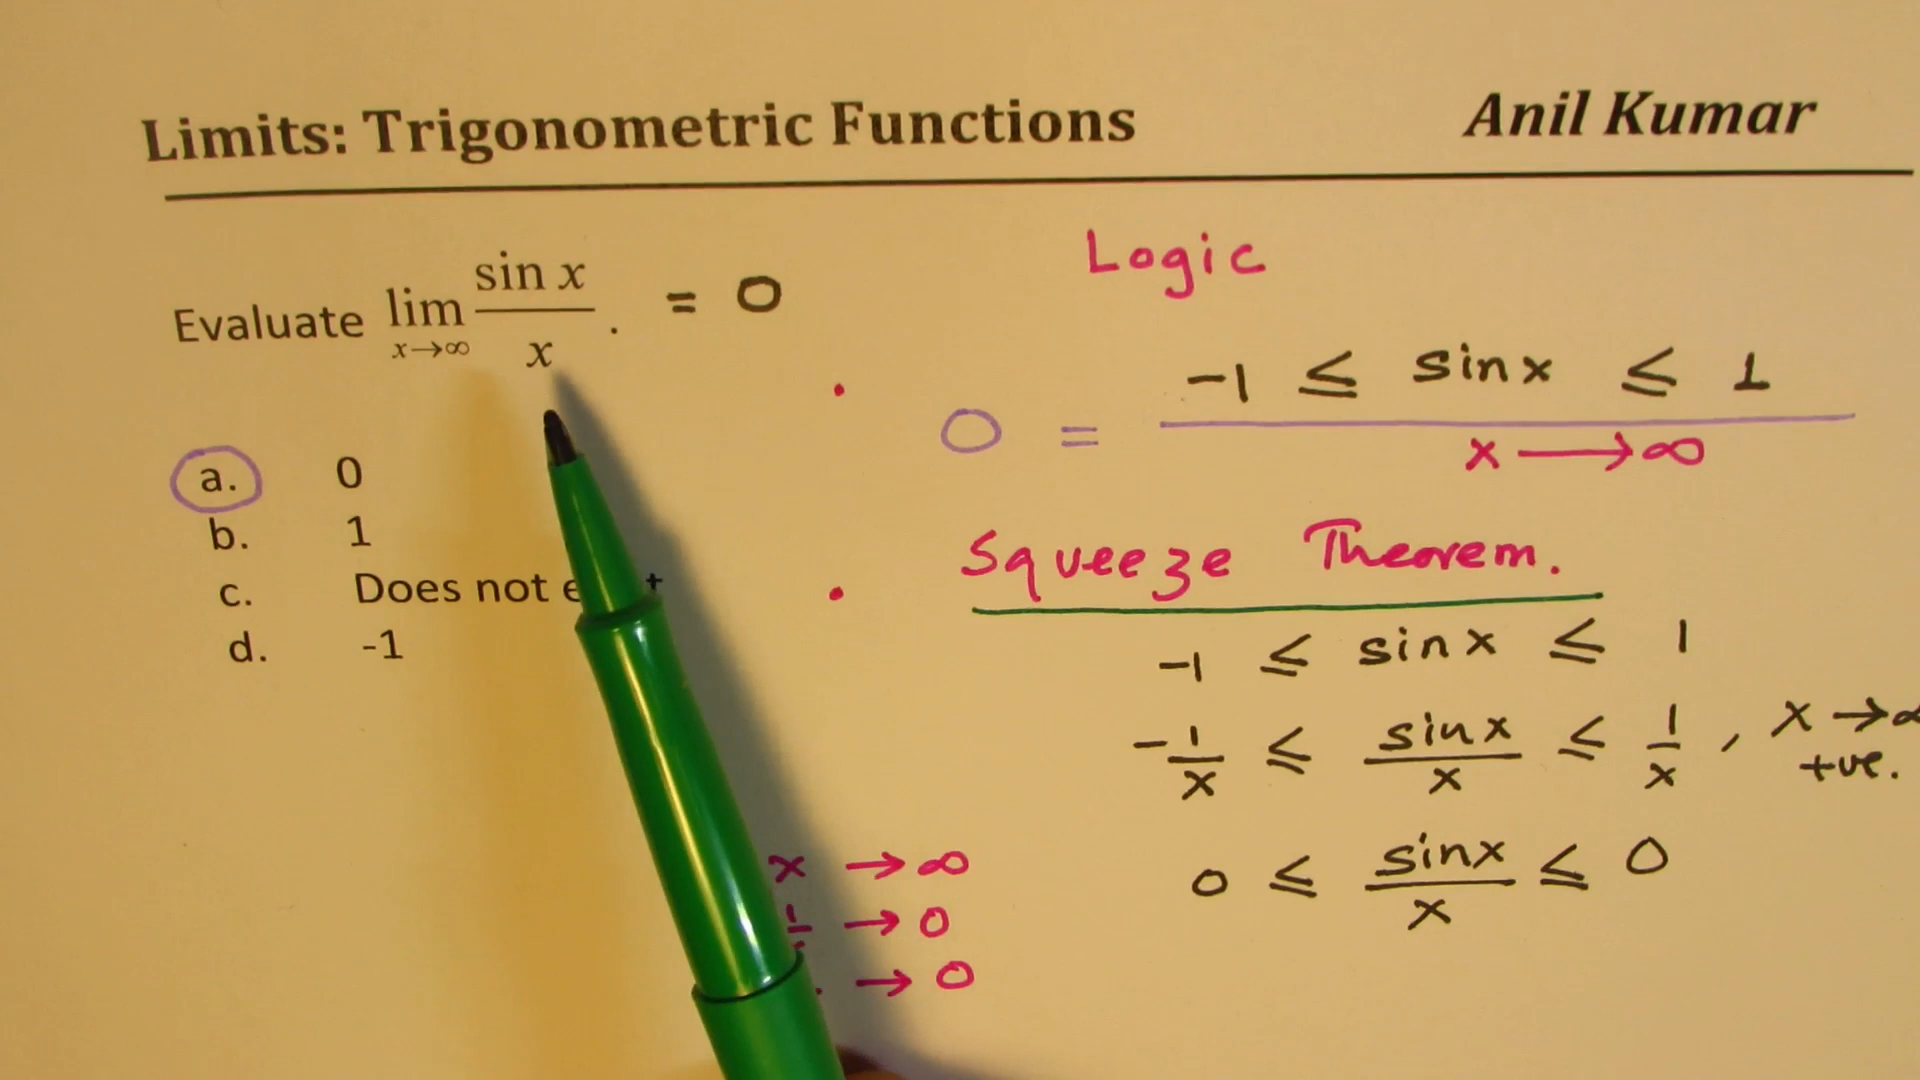 Limits: Trigonometric Functions Anil Kumar
Evaluate lim x→∞ sin x / x . = 0
a. 0
b. 1
c. Does not
d. -1
Logic
-1 ≤ sin x ≤ 1
0 = x → ∞
Squeeze Theorem.
-1 ≤ sin x ≤ 1
-1/x ≤ sin x / x ≤ 1/x , x → ∞
+ve.
0 ≤ sin x / x ≤ 0
x → ∞
→ 0
→ 0